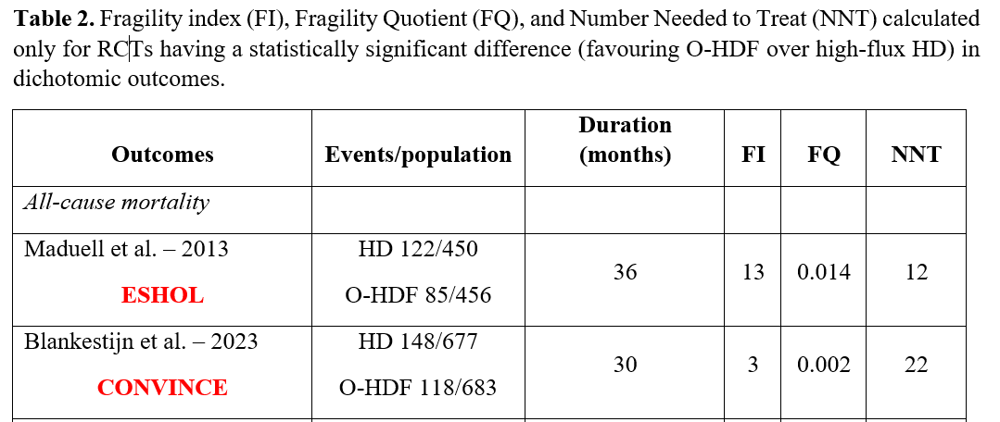 Table 2. Fragility index (FI), Fragility Quotient (FQ), and Number Needed to Treat (NNT) calculated
only for RCTs having a statistically significant difference (favouring O-HDF over high-flux HD) in
dichotomic outcomes.
Outcomes Events/population Duration (months) FI FQ NNT
All-cause mortality
Maduell et al. – 2013 HD 122/450
ESHOL O-HDF 85/456 36 13 0.014 12
Blankestijn et al. – 2023 HD 148/677
CONVINCE O-HDF 118/683 30 3 0.002 22